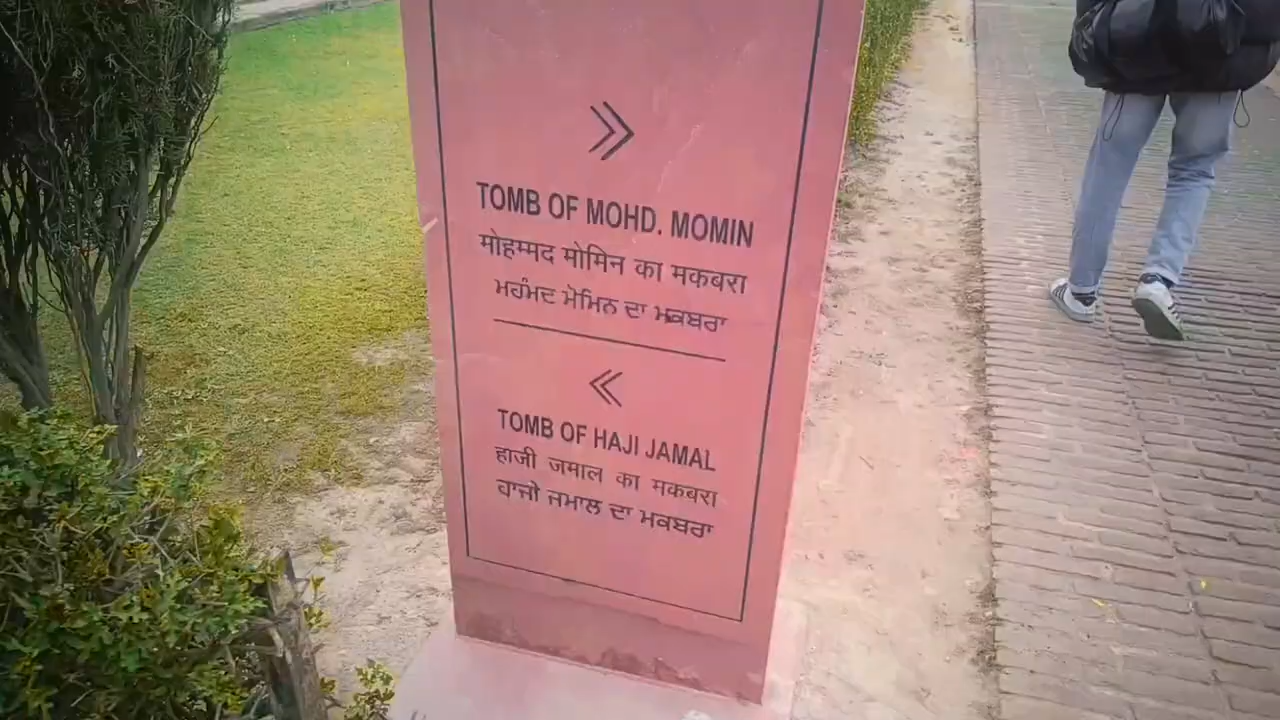 TOMB OF MOHD. MOMIN
मोहम्मद मोमिन का मकबरा
ਮਹੰਮਦ ਮੋਮਿਨ ਦਾ ਮਕਬਰਾ
TOMB OF HAJI JAMAL
हाजी जमाल का मकबरा
ਹਾਜੀ ਜਮਾਲ ਦਾ ਮਕਬਰਾ